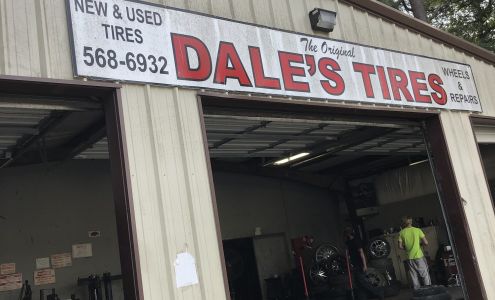 NEW & USED
TIRES
568-6932
The Original
DALE'S TIRES
WHEELS
&
REPAIRS